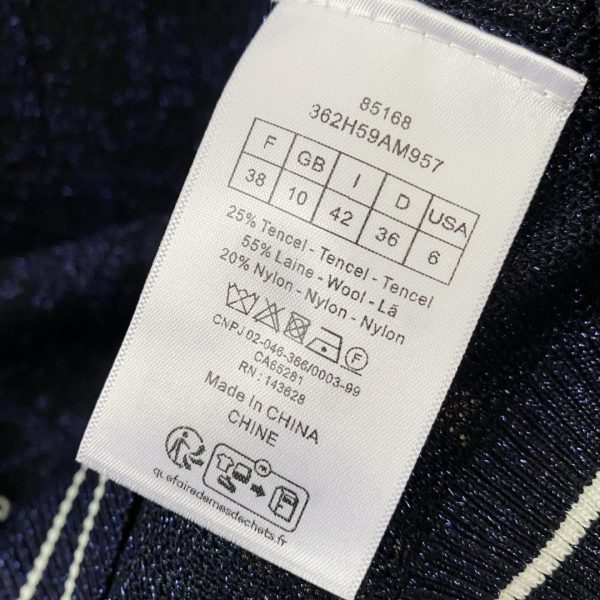 85168
362H59AM957
F GB I D USA
38 10 42 36 6
25% Tencel - Tencel - Tencel
55% Laine - Wool - Lã
20% Nylon - Nylon - Nylon
CNPJ 02-046-366/0003-99
CA65281
RN : 143628
Made in CHINA
CHINE
quefairedemesdechets.fr